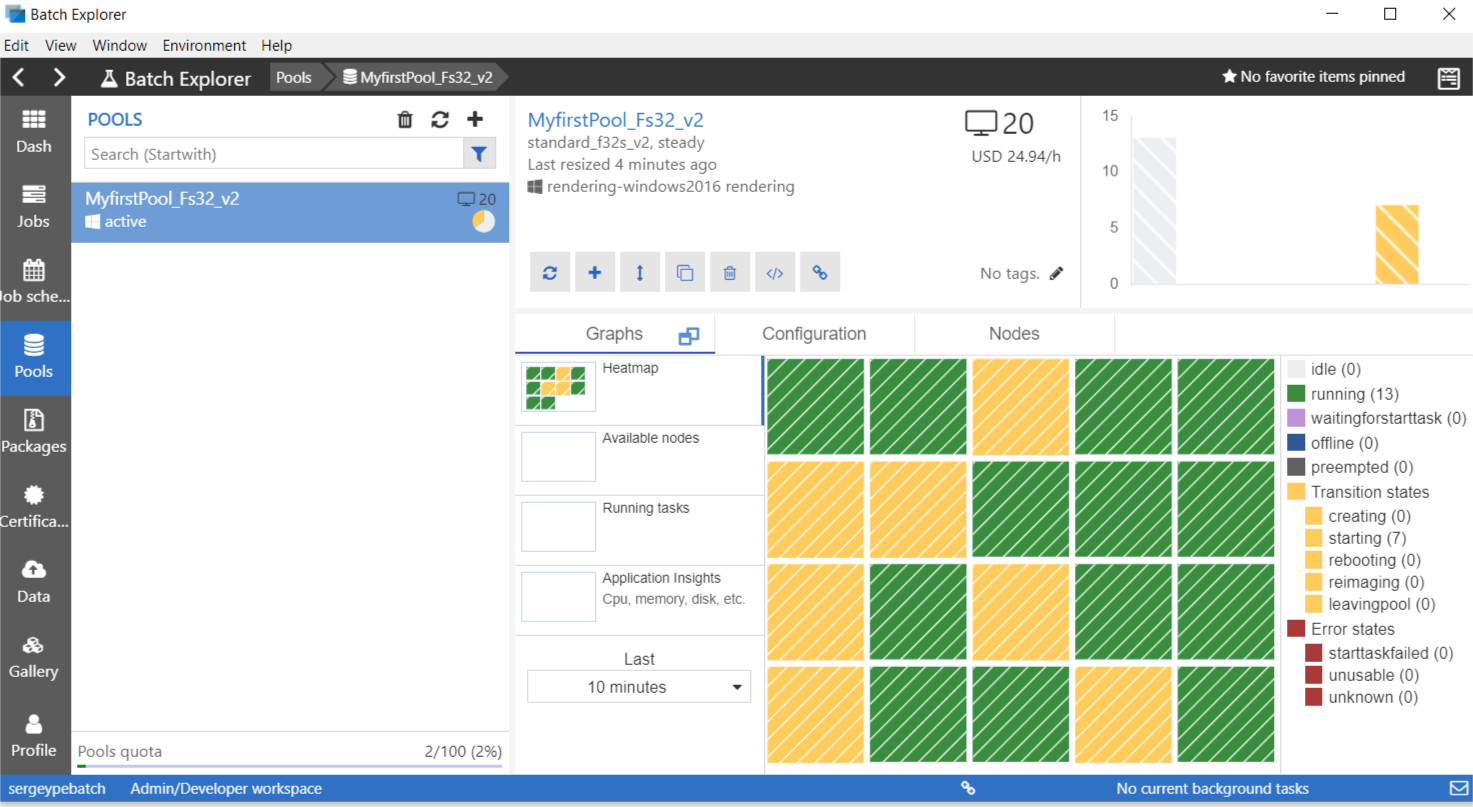 Batch Explorer
Edit View Window Environment Help
Batch Explorer Pools MyfirstPool_Fs32_v2 No favorite items pinned
Dash
Jobs
Job sche...
Pools
Packages
Certifica...
Data
Gallery
Profile
POOLS
Search (Startwith)
MyfirstPool_Fs32_v2 20
active
Pools quota 2/100 (2%)
MyfirstPool_Fs32_v2
standard_f32s_v2, steady
Last resized 4 minutes ago
rendering-windows2016 rendering
20
USD 24.94/h
</>
No tags.
15
10
5
0
Graphs Configuration Nodes
Heatmap
Available nodes
Running tasks
Application Insights
Cpu, memory, disk, etc.
Last
10 minutes
idle (0)
running (13)
waitingforstarttask (0)
offline (0)
preempted (0)
Transition states
creating (0)
starting (7)
rebooting (0)
reimaging (0)
leavingpool (0)
Error states
starttaskfailed (0)
unusable (0)
unknown (0)
sergeypebatch Admin/Developer workspace No current background tasks